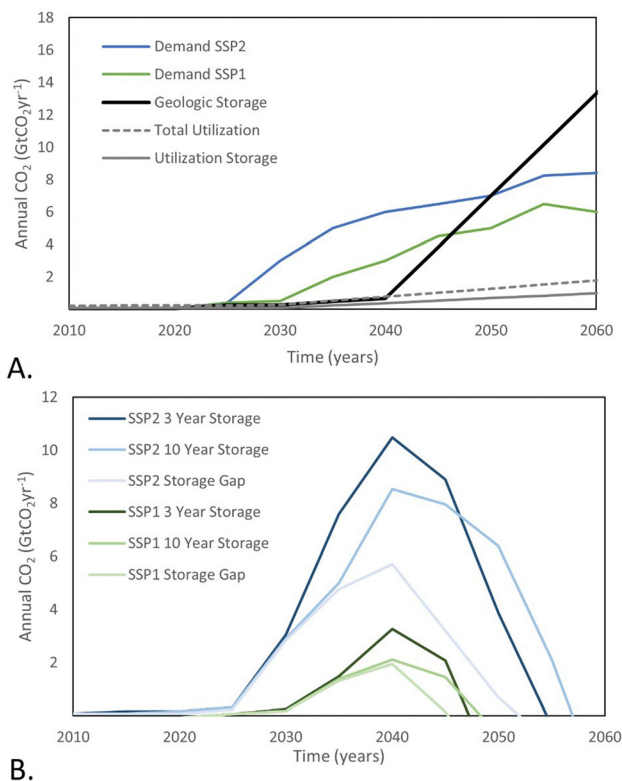 18
16
14
12
10
8
6
4
2
Annual CO₂ (GtCO₂yr⁻¹)
Demand SSP2
Demand SSP1
Geologic Storage
Total Utilization
Utilization Storage
2010 2020 2030 2040 2050 2060
Time (years)
A.
12
10
8
6
4
2
Annual CO₂ (GtCO₂yr⁻¹)
SSP2 3 Year Storage
SSP2 10 Year Storage
SSP2 Storage Gap
SSP1 3 Year Storage
SSP1 10 Year Storage
SSP1 Storage Gap
2010 2020 2030 2040 2050 2060
Time (years)
B.